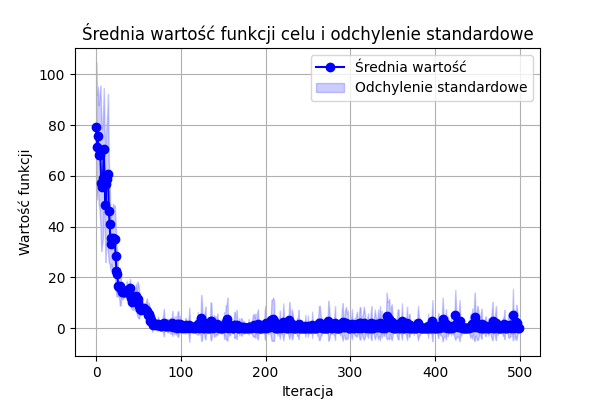 Średnia wartość funkcji celu i odchylenie standardowe
Średnia wartość
Odchylenie standardowe
Wartość funkcji
100
80
60
40
20
0
0 100 200 300 400 500
Iteracja